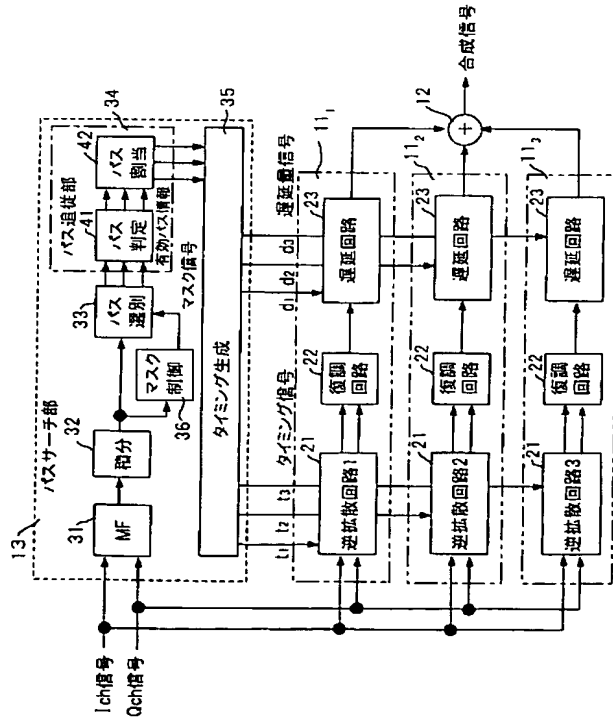 13
パスサーチ部
Ich信号
Qch信号
31
MF
32
積分
33
パス
選別
パス追従部
41
パス
判定
42
パス
割当
34
有効パス情報
マスク
制御
36
マスク信号
35
タイミング生成
タイミング信号
t1
t2
t3
遅延量信号
d1
d2
d3
111
21
逆拡散回路1
22
復調
回路
23
遅延回路
112
21
逆拡散回路2
22
復調
回路
23
遅延回路
113
21
逆拡散回路3
22
復調
回路
23
遅延回路
12
+
合成信号